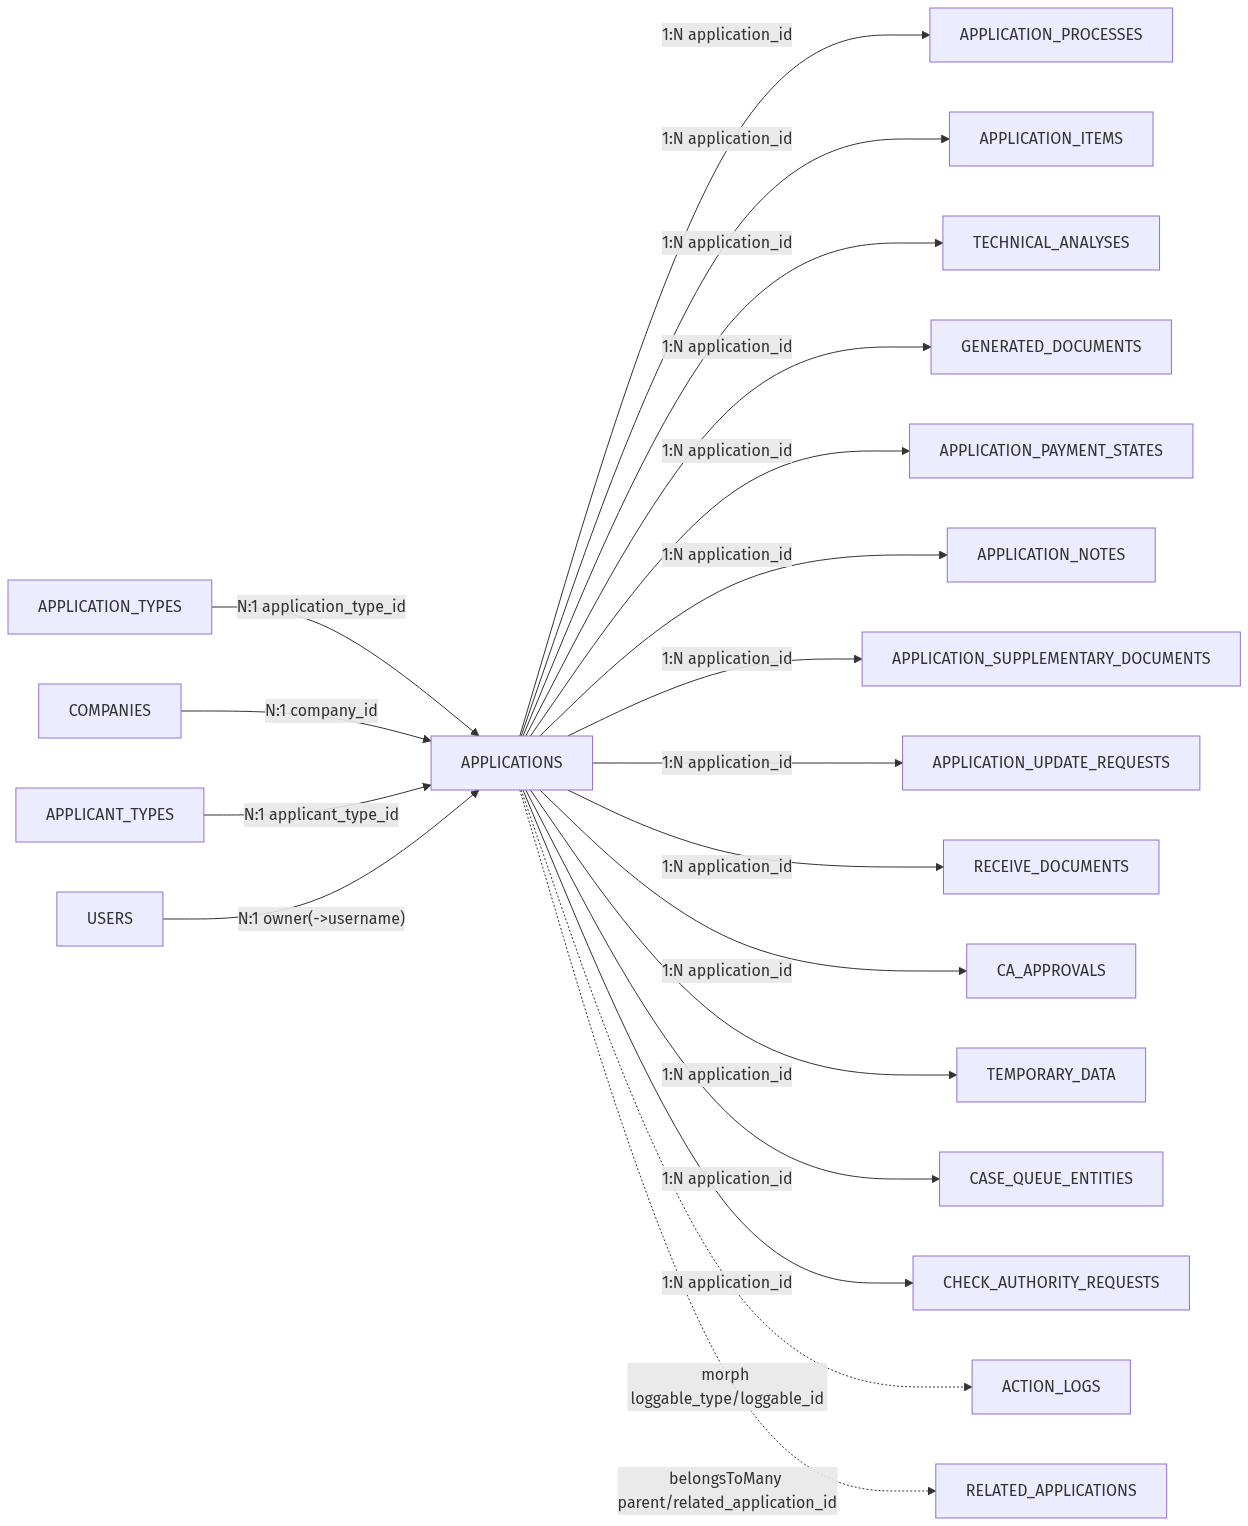 1:N application_id
APPLICATION_PROCESSES
1:N application_id
APPLICATION_ITEMS
1:N application_id
TECHNICAL_ANALYSES
1:N application_id
GENERATED_DOCUMENTS
1:N application_id
APPLICATION_PAYMENT_STATES
1:N application_id
APPLICATION_NOTES
APPLICATION_TYPES
N:1 application_type_id
1:N application_id
APPLICATION_SUPPLEMENTARY_DOCUMENTS
COMPANIES
N:1 company_id
APPLICATIONS
1:N application_id
APPLICATION_UPDATE_REQUESTS
APPLICANT_TYPES
N:1 applicant_type_id
1:N application_id
RECEIVE_DOCUMENTS
USERS
N:1 owner(->username)
1:N application_id
CA_APPROVALS
1:N application_id
TEMPORARY_DATA
1:N application_id
CASE_QUEUE_ENTITIES
1:N application_id
CHECK_AUTHORITY_REQUESTS
morph
loggable_type/loggable_id
ACTION_LOGS
belongsToMany
parent/related_application_id
RELATED_APPLICATIONS